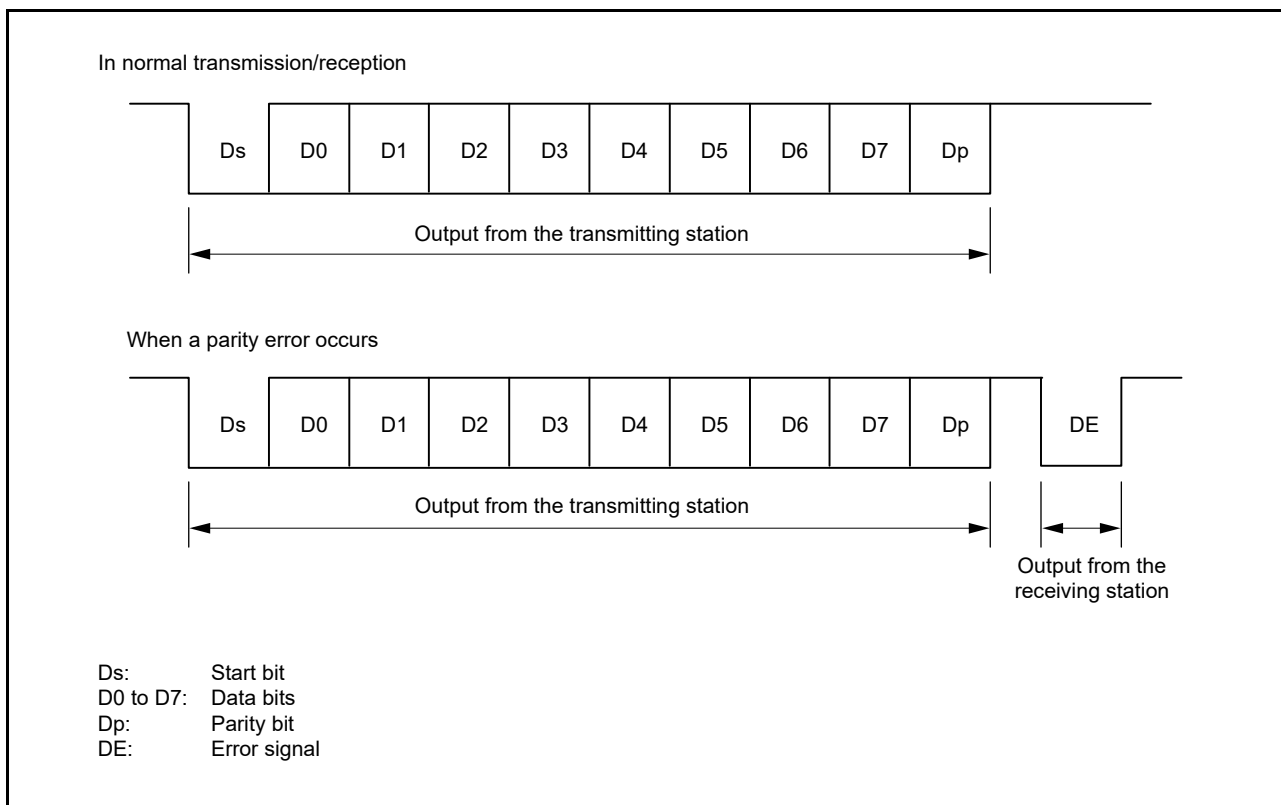 In normal transmission/reception
Ds D0 D1 D2 D3 D4 D5 D6 D7 Dp
Output from the transmitting station
When a parity error occurs
Ds D0 D1 D2 D3 D4 D5 D6 D7 Dp DE
Output from the transmitting station
Output from the
receiving station
Ds: Start bit
D0 to D7: Data bits
Dp: Parity bit
DE: Error signal